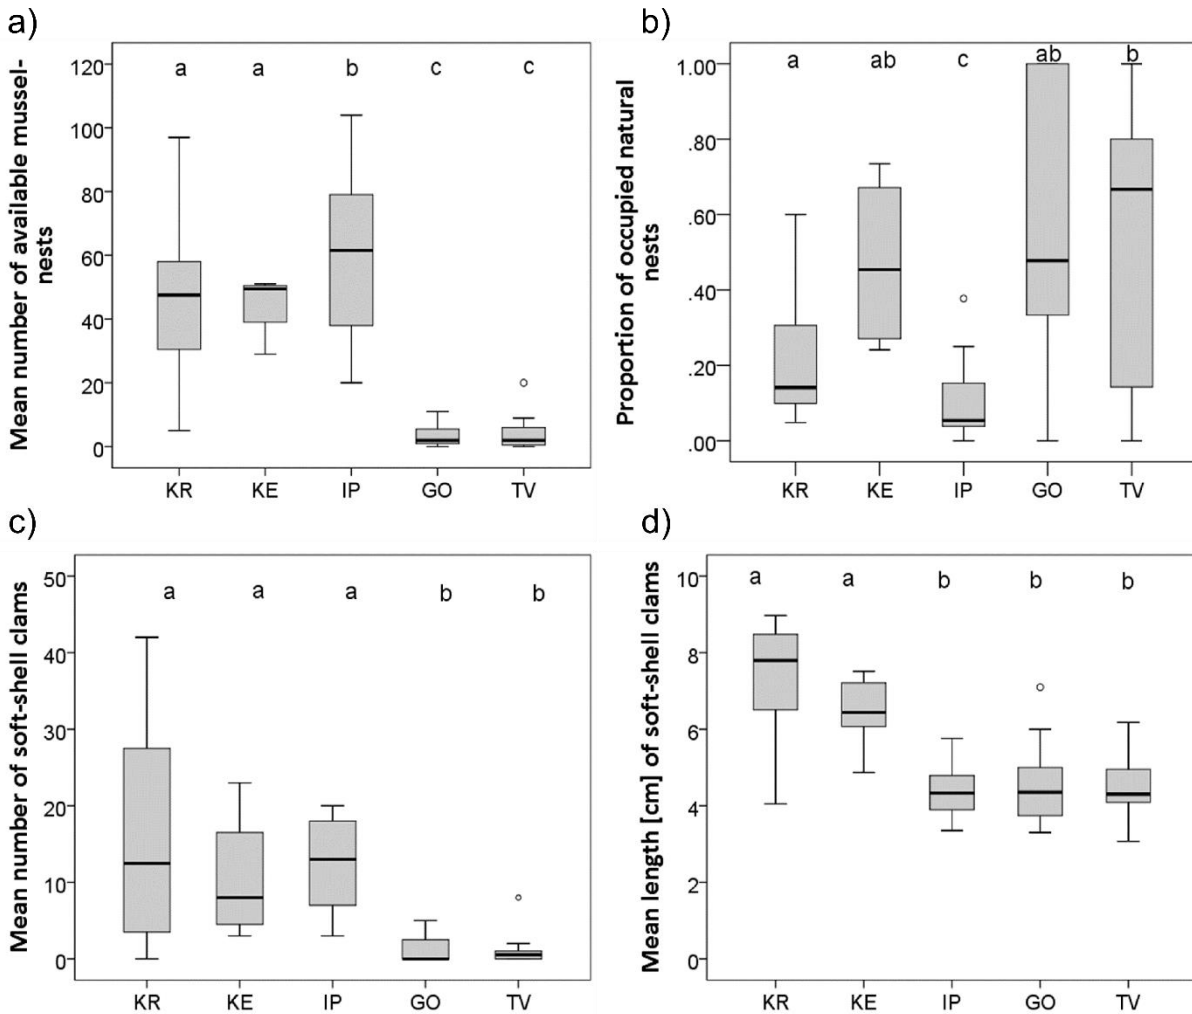 a)
Mean number of available mussel-
nests
120
100
80
60
40
20
0
a a b c c
KR KE IP GO TV
b)
Proportion of occupied natural
nests
1.00
.80
.60
.40
.20
.00
a ab c ab b
KR KE IP GO TV
c)
Mean number of soft-shell clams
50
40
30
20
10
0
a a a b b
KR KE IP GO TV
d)
Mean length [cm] of soft-shell clams
10
8
6
4
2
0
a a b b b
KR KE IP GO TV